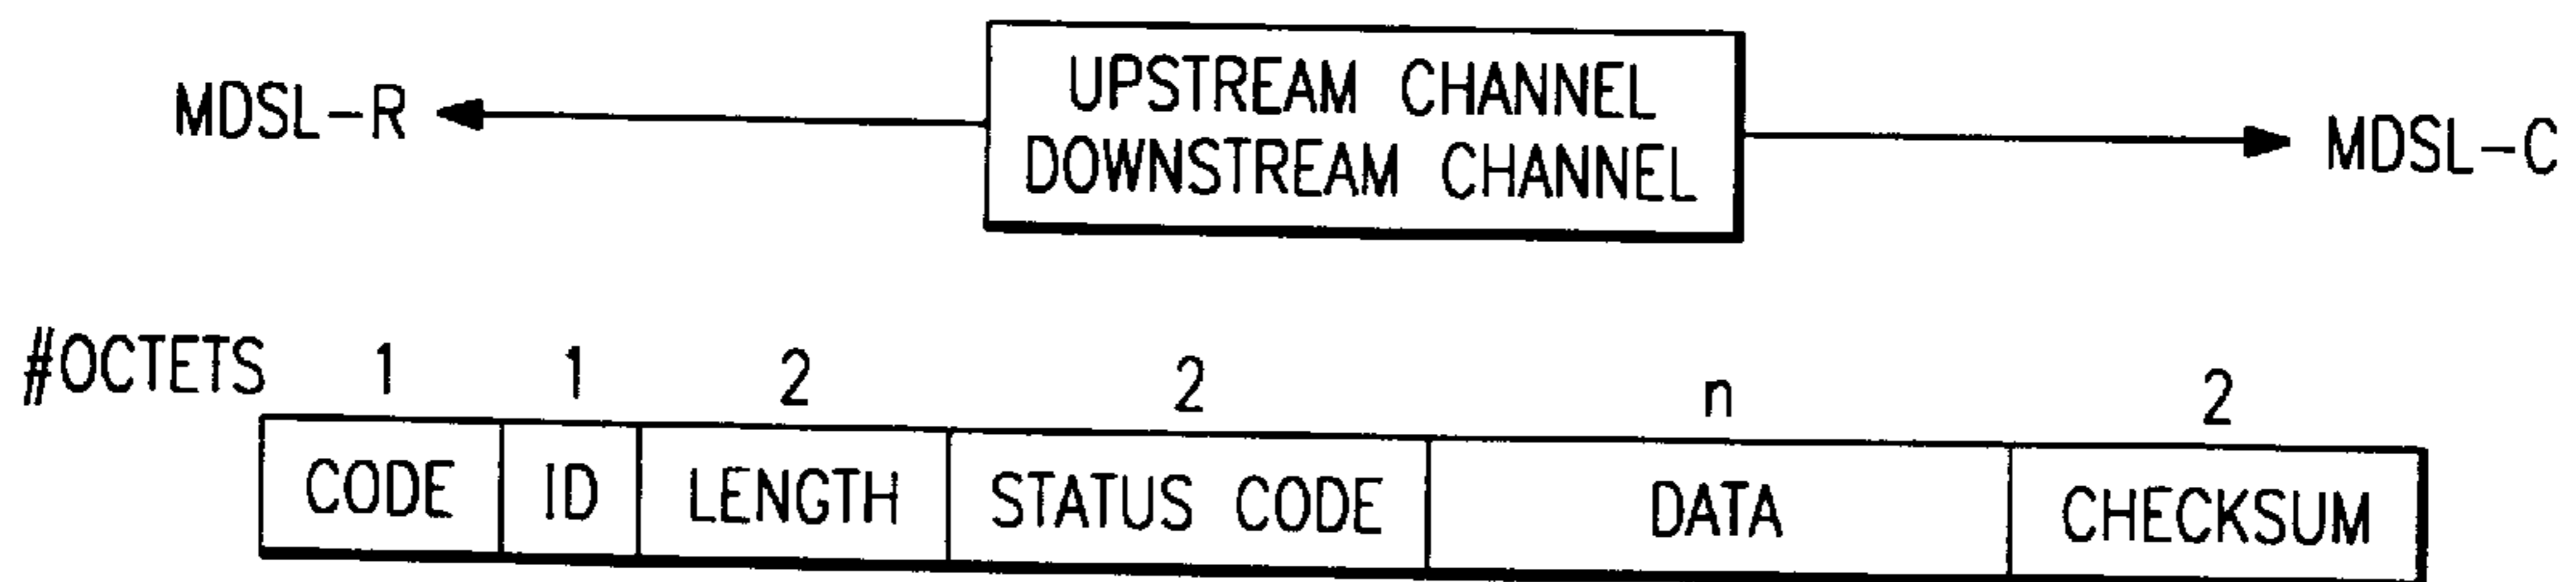 UPSTREAM CHANNEL
MDSL-R
DOWNSTREAM CHANNEL
MDSL-C
#OCTETS 1 1 2 2 n 2
CODE ID LENGTH STATUS CODE DATA CHECKSUM